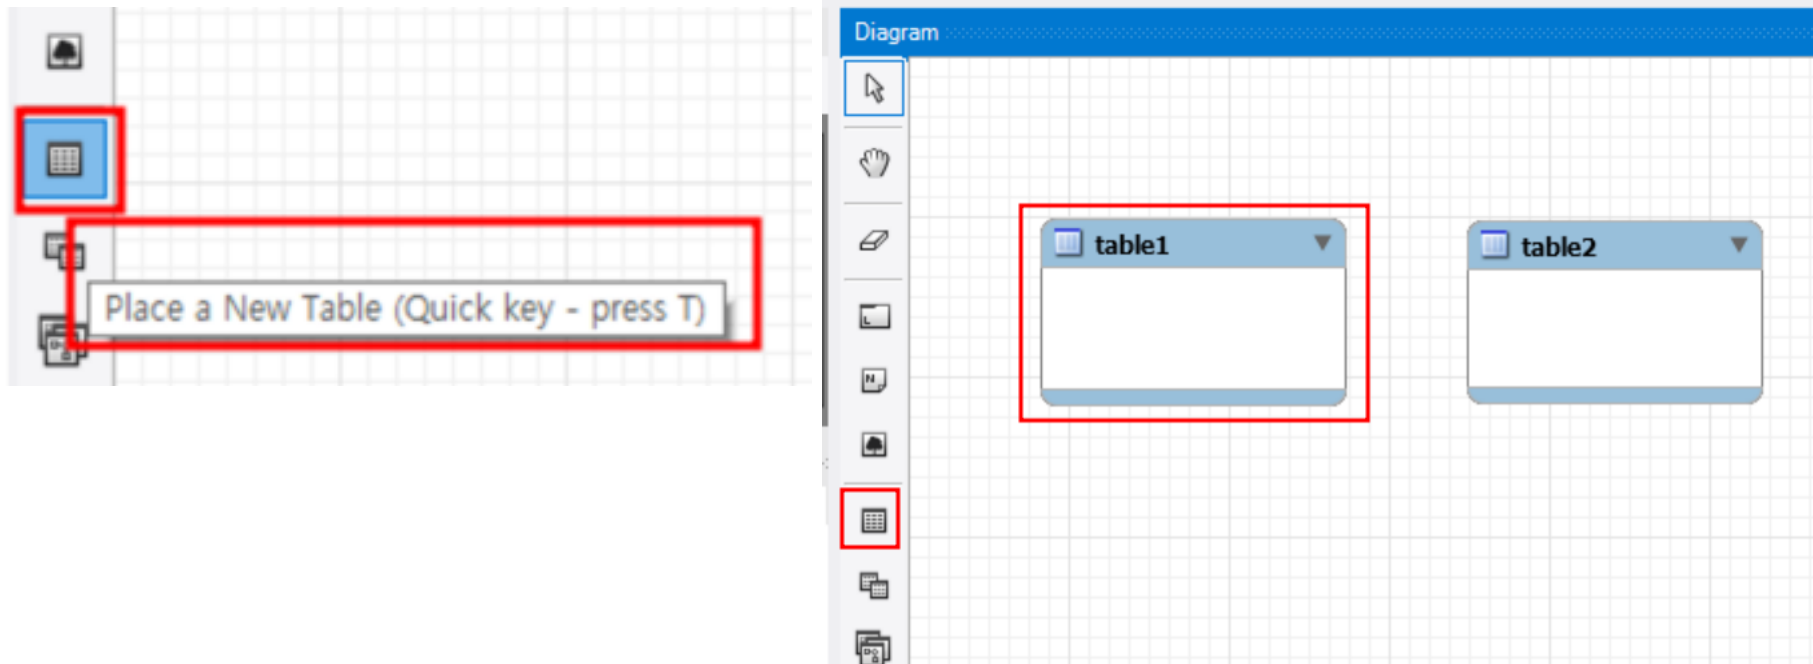 Place a New Table (Quick key - press T)
Diagram
table1
table2
N